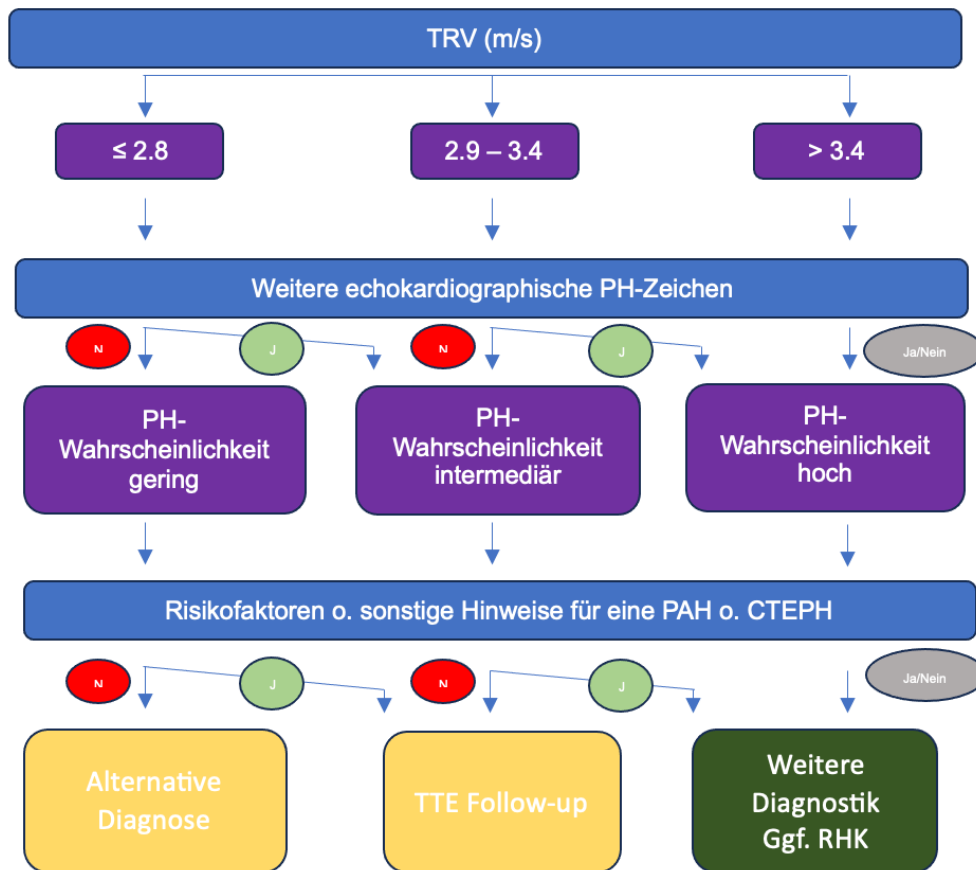 TRV (m/s)
≤ 2.8
2.9 – 3.4
> 3.4
Weitere echokardiographische PH-Zeichen
N
J
N
J
Ja/Nein
PH-
Wahrscheinlichkeit
gering
PH-
Wahrscheinlichkeit
intermediär
PH-
Wahrscheinlichkeit
hoch
Risikofaktoren o. sonstige Hinweise für eine PAH o. CTEPH
N
J
N
J
Ja/Nein
Alternative
Diagnose
TTE Follow-up
Weitere
Diagnostik
Ggf. RHK